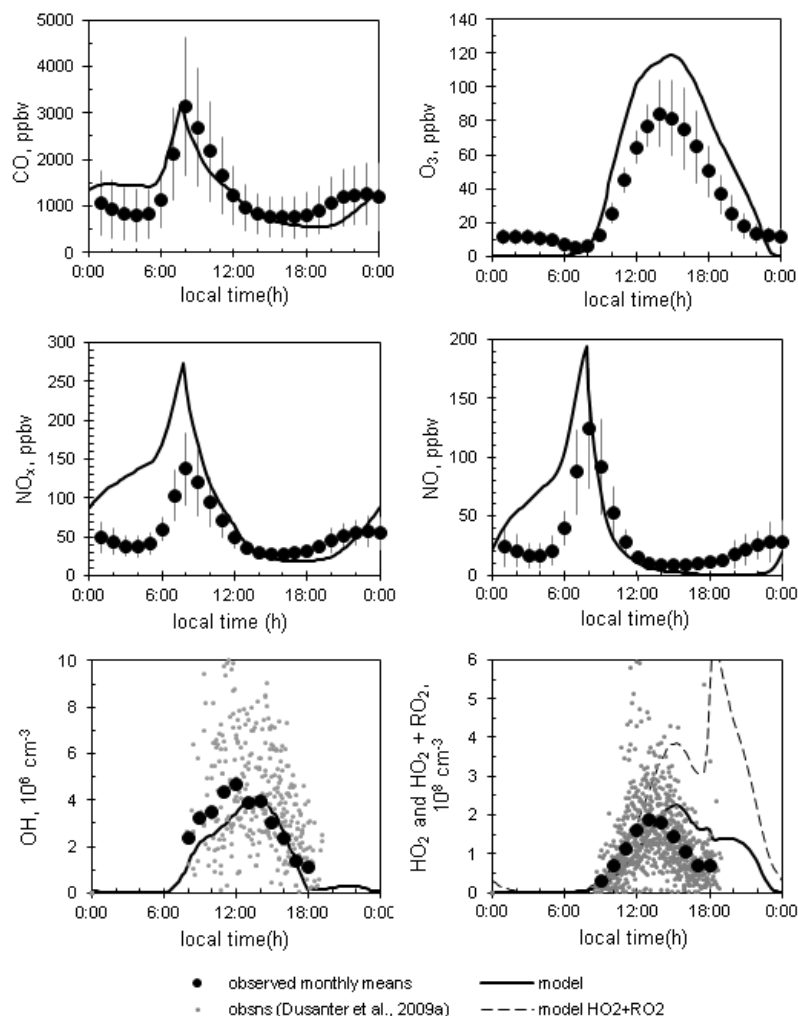 5000
4000
3000
2000
1000
0
CO, ppbv
0:00 6:00 12:00 18:00 0:00
local time(h)
140
120
100
80
60
40
20
0
O3, ppbv
0:00 6:00 12:00 18:00 0:00
local time(h)
300
250
200
150
100
50
0
NOx, ppbv
0:00 6:00 12:00 18:00 0:00
local time (h)
200
150
100
50
0
NO, ppbv
0:00 6:00 12:00 18:00 0:00
local time(h)
10
8
6
4
2
0
OH, 10⁶ cm⁻³
0:00 6:00 12:00 18:00 0:00
local time(h)
6
5
4
3
2
1
0
HO2 and HO2 + RO2,
10⁸ cm⁻³
0:00 6:00 12:00 18:00 0:00
local time(h)
observed monthly means model
obsns (Dusanter et al., 2009a) model HO2+RO2